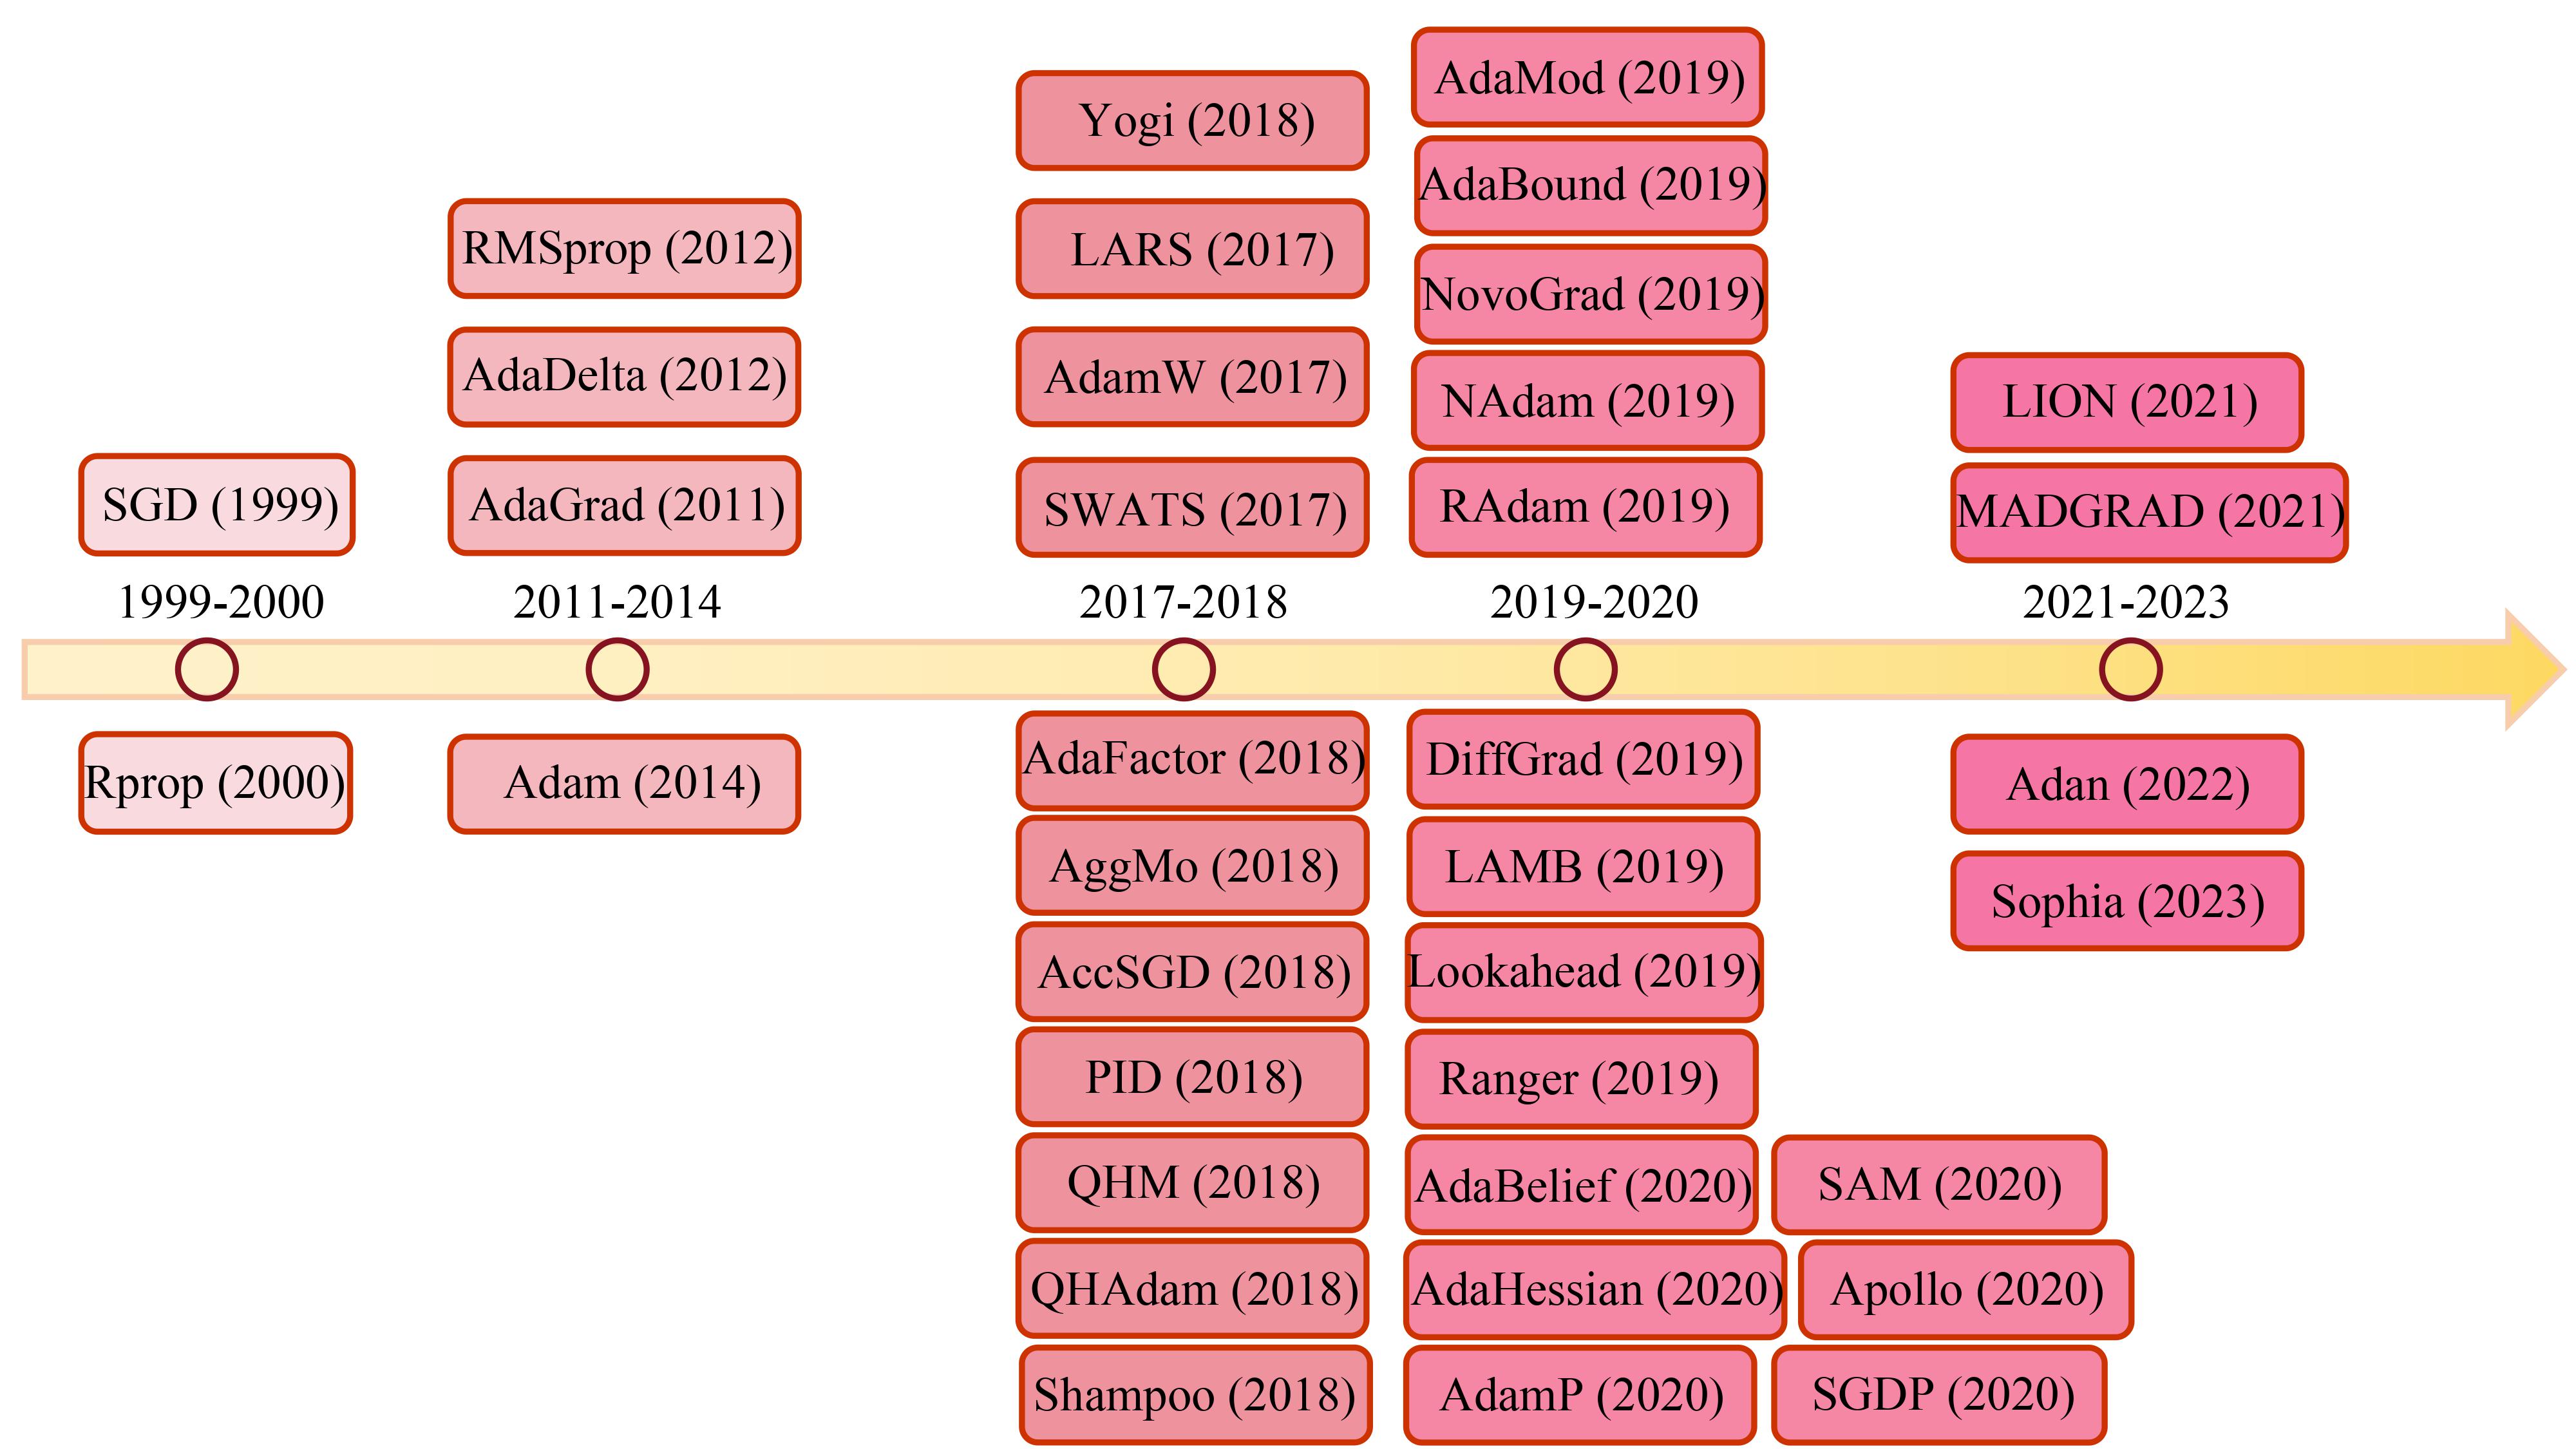 SGD (1999)
1999-2000
Rprop (2000)
RMSprop (2012)
AdaDelta (2012)
AdaGrad (2011)
2011-2014
Adam (2014)
Yogi (2018)
LARS (2017)
AdamW (2017)
SWATS (2017)
2017-2018
AdaFactor (2018)
AggMo (2018)
AccSGD (2018)
PID (2018)
QHM (2018)
QHAdam (2018)
Shampoo (2018)
AdaMod (2019)
AdaBound (2019)
NovoGrad (2019)
NAdam (2019)
RAdam (2019)
2019-2020
DiffGrad (2019)
LAMB (2019)
Lookahead (2019)
Ranger (2019)
AdaBelief (2020)
SAM (2020)
AdaHessian (2020)
Apollo (2020)
AdamP (2020)
SGDP (2020)
LION (2021)
MADGRAD (2021)
2021-2023
Adan (2022)
Sophia (2023)